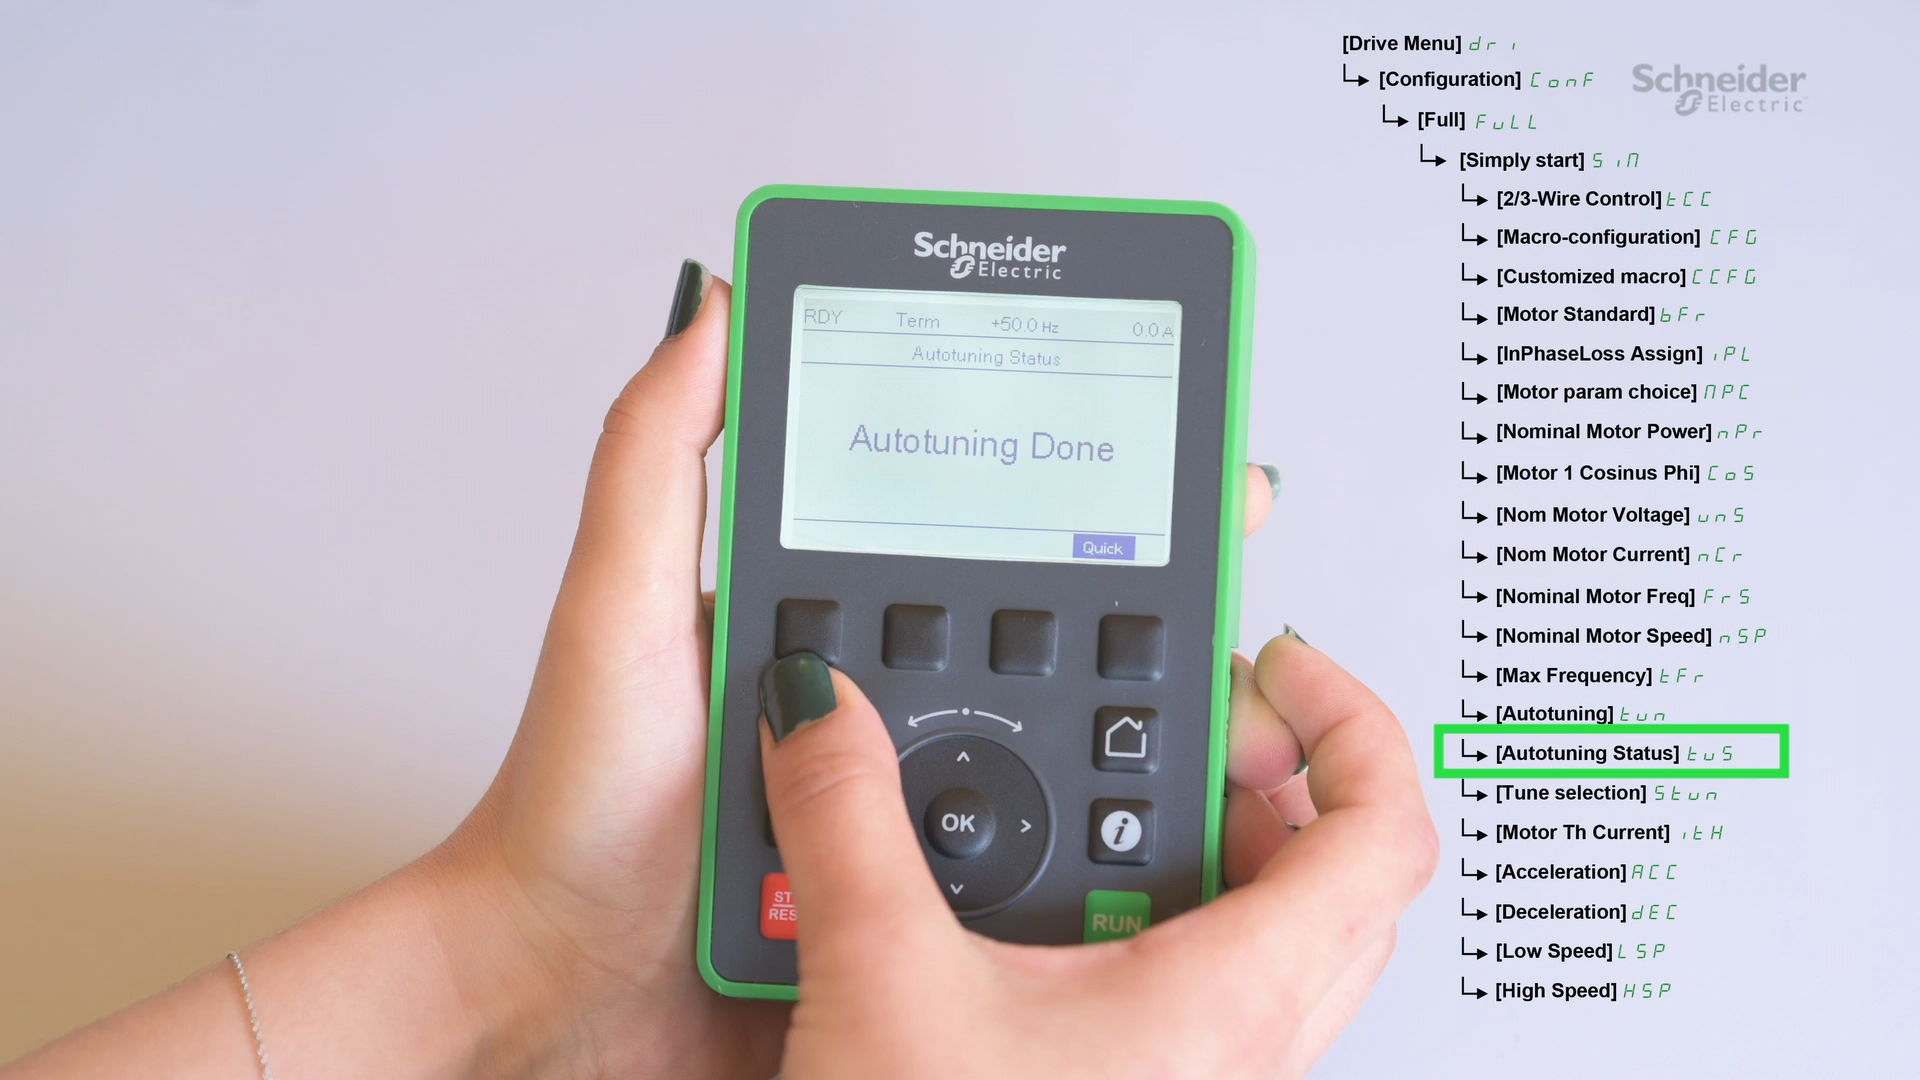 [Drive Menu] dri
[Configuration] ConF
[Full] FuLL
[Simply start] SiM
[2/3-Wire Control] tCC
[Macro-configuration] CFG
[Customized macro] CCFG
[Motor Standard] bFr
[InPhaseLoss Assign] iPL
[Motor param choice] MPC
[Nominal Motor Power] nPr
[Motor 1 Cosinus Phi] CoS
[Nom Motor Voltage] unS
[Nom Motor Current] nCr
[Nominal Motor Freq] FrS
[Nominal Motor Speed] nSP
[Max Frequency] tFr
[Autotuning] tun
[Autotuning Status] tuS
[Tune selection] Stun
[Motor Th Current] itH
[Acceleration] ACC
[Deceleration] dEC
[Low Speed] LSP
[High Speed] HSP
Schneider
Electric
Schneider
Electric
RDY Term +50.0 Hz 0.0 A
Autotuning Status
Autotuning Done
Quick
OK
i
ST
RES
RUN